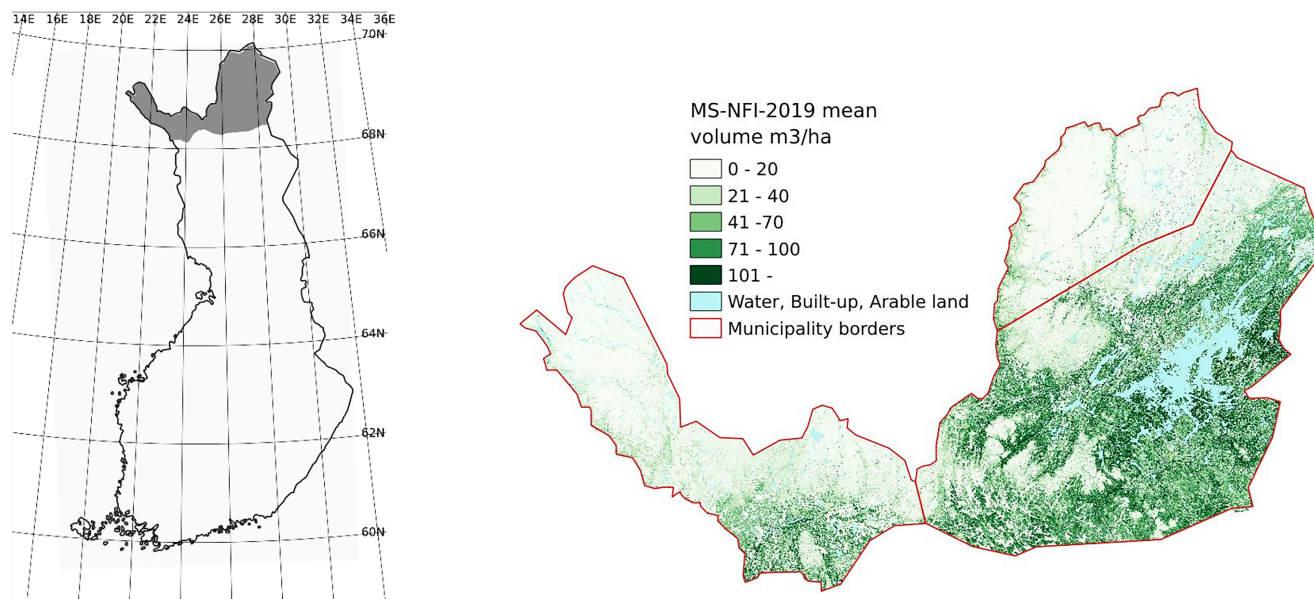 14E 16E 18E 20E 22E 24E 26E 28E 30E 32E 34E 36E
70N
68N
66N
64N
62N
60N
MS-NFI-2019 mean
volume m3/ha
0 - 20
21 - 40
41 -70
71 - 100
101 -
Water, Built-up, Arable land
Municipality borders